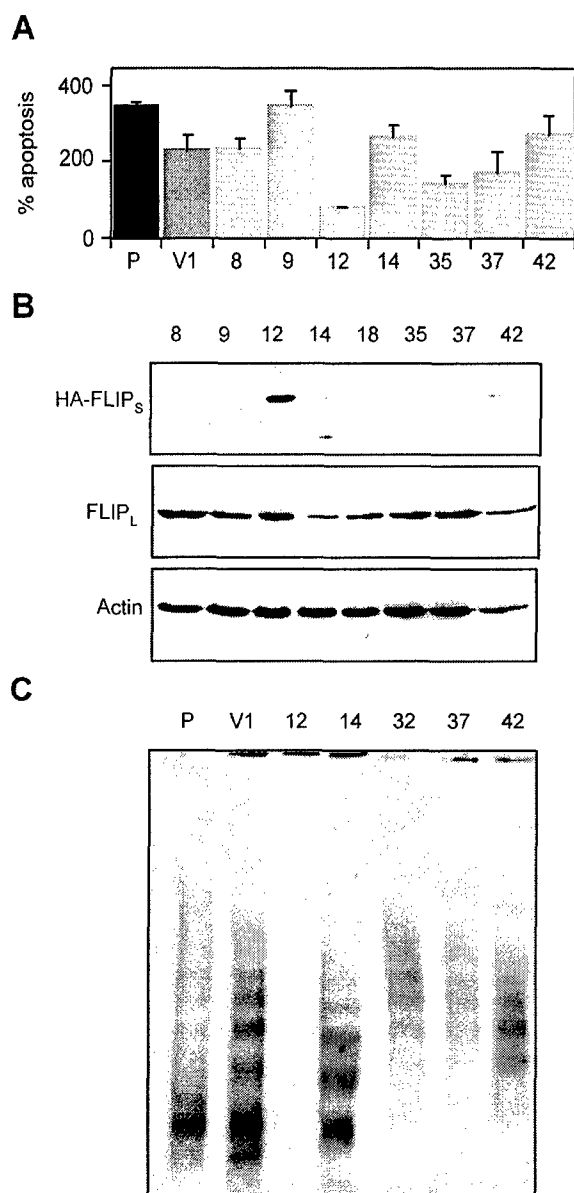 A
% apoptosis
400
200
0
P V1 8 9 12 14 35 37 42
B
8 9 12 14 18 35 37 42
HA-FLIPS
FLIPL
Actin
C
P V1 12 14 32 37 42